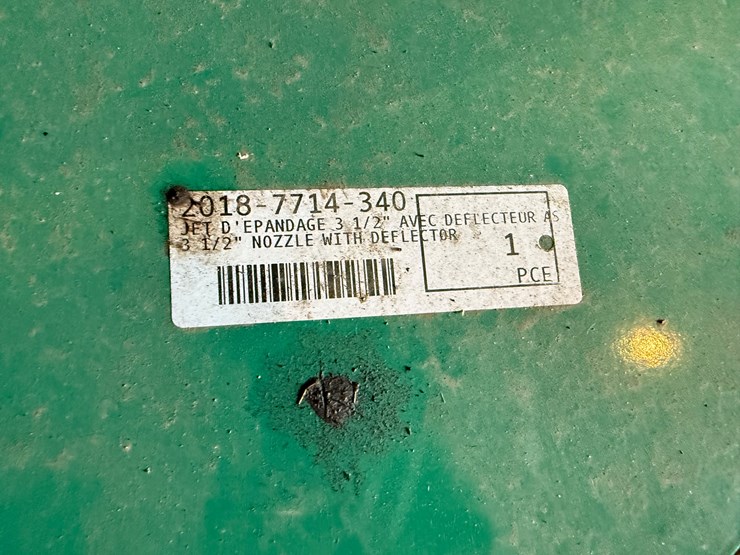 2018-7714-340
JET D'EPANDAGE 3 1/2" AVEC DEFLECTEUR AS
3 1/2" NOZZLE WITH DEFLECTOR
1
PCE